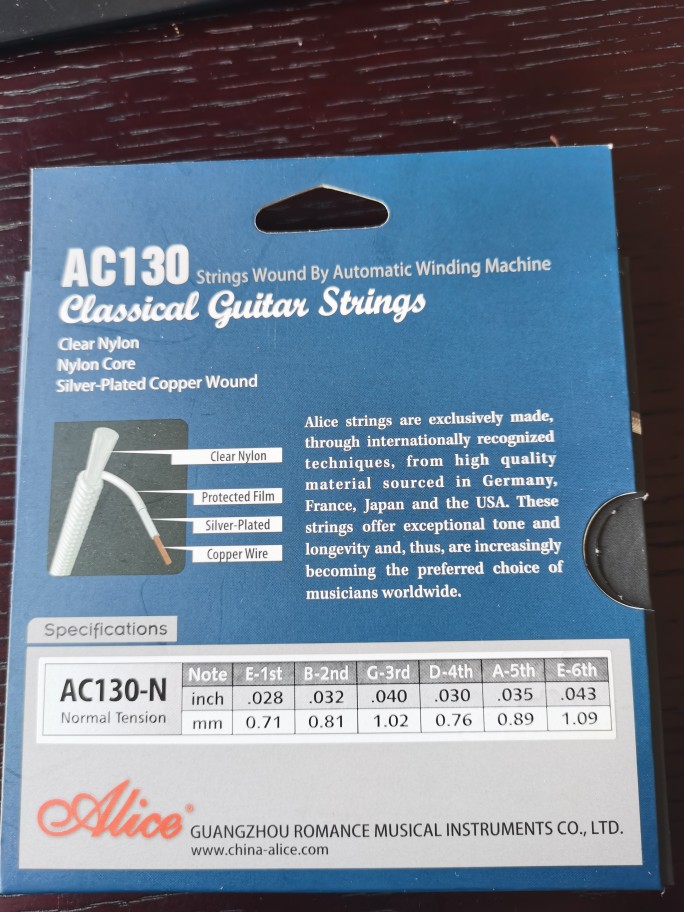 AC130 Strings Wound By Automatic Winding Machine
Classical Guitar Strings
Clear Nylon
Nylon Core
Silver-Plated Copper Wound
Clear Nylon
Protected Film
Silver-Plated
Copper Wire
Alice strings are exclusively made,
through internationally recognized
techniques, from high quality
material sourced in Germany,
France, Japan and the USA. These
strings offer exceptional tone and
longevity and, thus, are increasingly
becoming the preferred choice of
musicians worldwide.
Specifications
AC130-N
Normal Tension
Note E-1st B-2nd G-3rd D-4th A-5th E-6th
inch .028 .032 .040 .030 .035 .043
mm 0.71 0.81 1.02 0.76 0.89 1.09
Alice® GUANGZHOU ROMANCE MUSICAL INSTRUMENTS CO., LTD.
www.china-alice.com